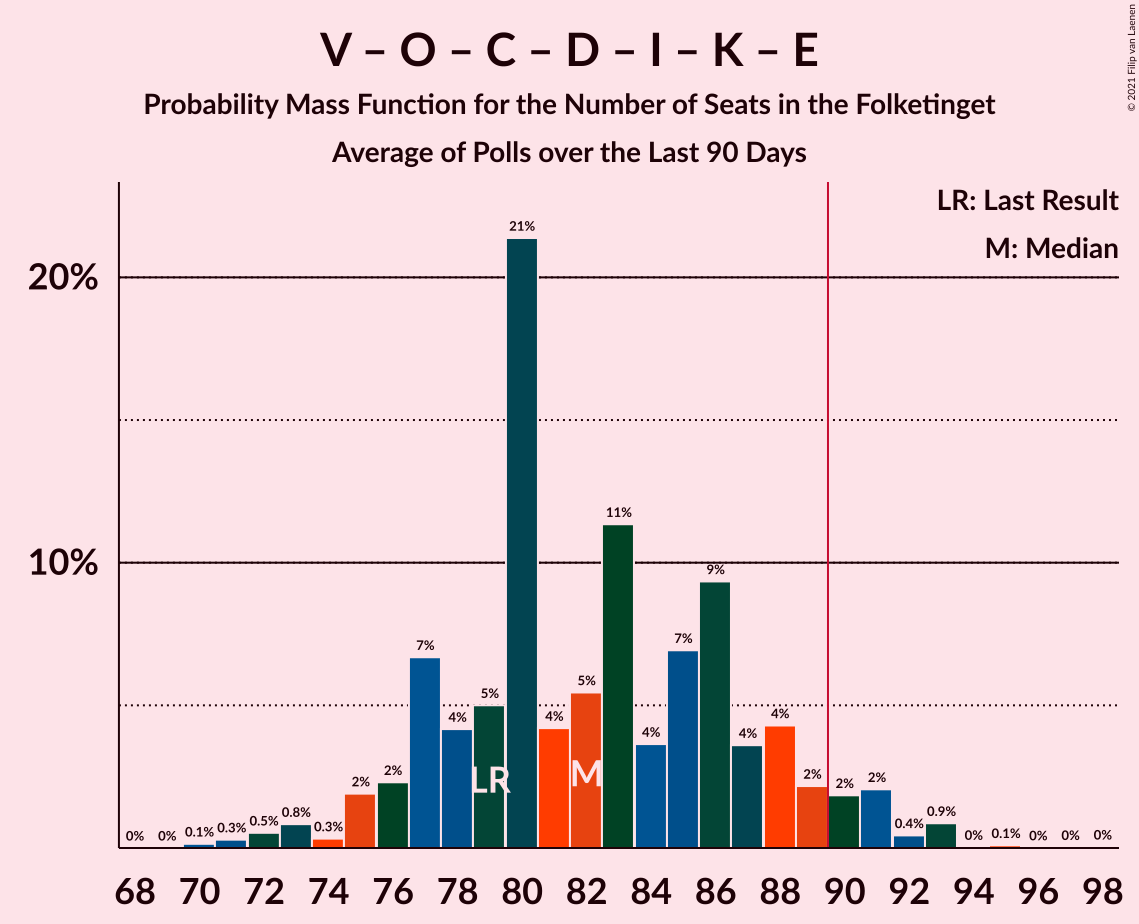 V – O – C – D – I – K – E
Probability Mass Function for the Number of Seats in the Folketinget
Average of Polls over the Last 90 Days
© 2021 Filip van Laenen
LR: Last Result
M: Median
20%
10%
0% 0% 0.1% 0.3% 0.5% 0.8% 0.3% 2% 2% 7% 4% 5% 21% 4% 5% 11% 4% 7% 9% 4% 4% 2% 2% 2% 0.4% 0.9% 0% 0.1% 0% 0% 0%
LR M
68 70 72 74 76 78 80 82 84 86 88 90 92 94 96 98